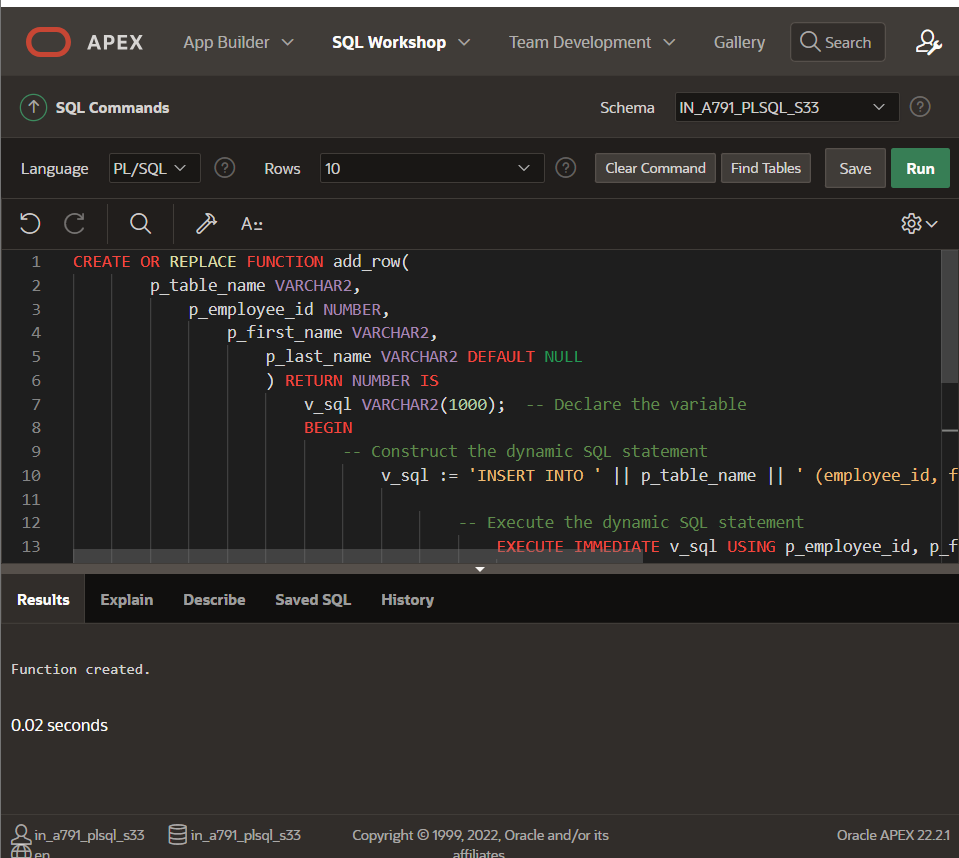 APEX App Builder SQL Workshop Team Development Gallery Search
SQL Commands Schema IN_A791_PLSQL_S33 ?
Language PL/SQL ? Rows 10 ? Clear Command Find Tables Save Run
A::
1 CREATE OR REPLACE FUNCTION add_row(
2 p_table_name VARCHAR2,
3 p_employee_id NUMBER,
4 p_first_name VARCHAR2,
5 p_last_name VARCHAR2 DEFAULT NULL
6 ) RETURN NUMBER IS
7 v_sql VARCHAR2(1000); -- Declare the variable
8 BEGIN
9 -- Construct the dynamic SQL statement
10 v_sql := 'INSERT INTO ' || p_table_name || ' (employee_id, f
11
12 -- Execute the dynamic SQL statement
13 EXECUTE IMMEDIATE v_sql USING p_employee_id, p_f
Results Explain Describe Saved SQL History
Function created.
0.02 seconds
in_a791_plsql_s33 in_a791_plsql_s33 Copyright © 1999, 2022, Oracle and/or its Oracle APEX 22.2.1
en affiliates